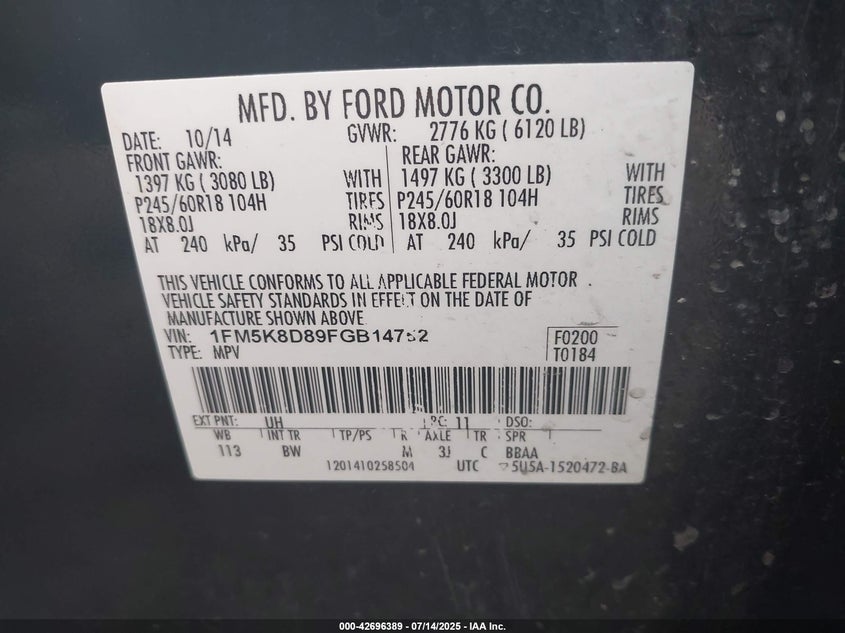 MFD. BY FORD MOTOR CO.
DATE: 10/14 GVWR: 2776 KG ( 6120 LB)
FRONT GAWR: REAR GAWR:
1397 KG ( 3080 LB) WITH 1497 KG ( 3300 LB) WITH
P245/60R18 104H TIRES P245/60R18 104H TIRES
18X8.0J RIMS 18X8.0J RIMS
AT 240 kPa/ 35 PSI COLD AT 240 kPa/ 35 PSI COLD
THIS VEHICLE CONFORMS TO ALL APPLICABLE FEDERAL MOTOR
VEHICLE SAFETY STANDARDS IN EFFECT ON THE DATE OF
MANUFACTURE SHOWN ABOVE
VIN: 1FM5K8D89FGB14752 F0200
TYPE: MPV T0184
EXT PNT: UH RC: 11 DSO:
WB INT TR TP/PS R AXLE TR SPR
113 BW M 3J C BBAA
1201410258504 UTC 5U5A-1520472-BA
000-42696389 - 07/14/2025 - IAA Inc.